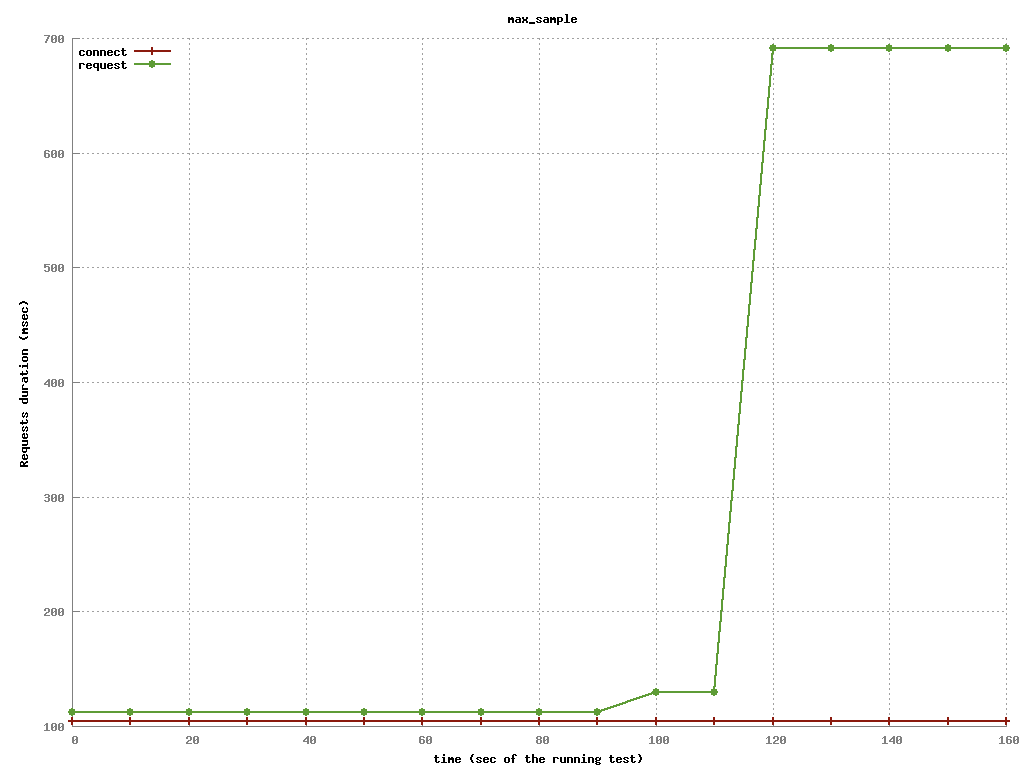 max_sample
connect
request
700
600
500
400
300
200
100
0 20 40 60 80 100 120 140 160
Requests duration (msec)
time (sec of the running test)